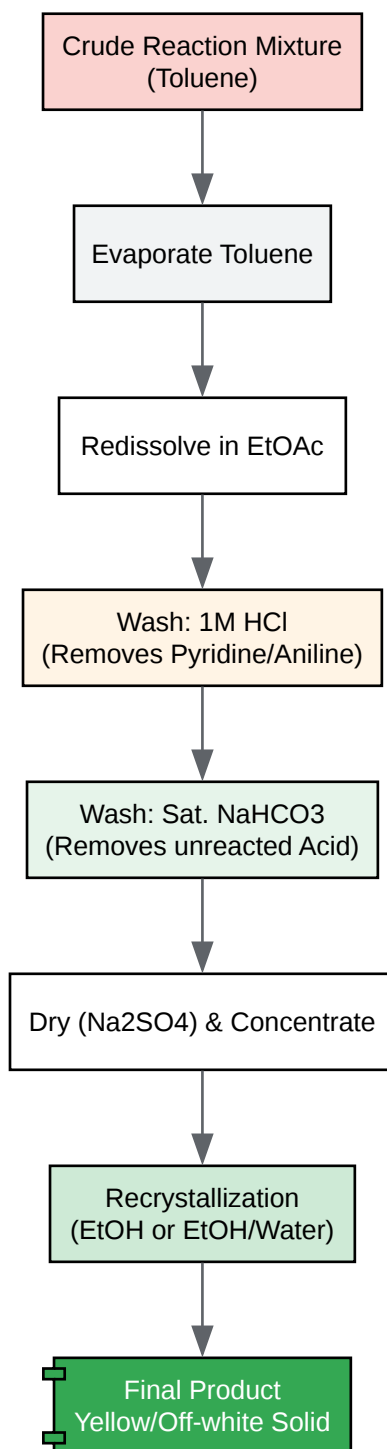 Crude Reaction Mixture
(Toluene)
Evaporate Toluene
Redissolve in EtOAc
Wash: 1M HCl
(Removes Pyridine/Aniline)
Wash: Sat. NaHCO3
(Removes unreacted Acid)
Dry (Na2SO4) & Concentrate
Recrystallization
(EtOH or EtOH/Water)
Final Product
Yellow/Off-white Solid